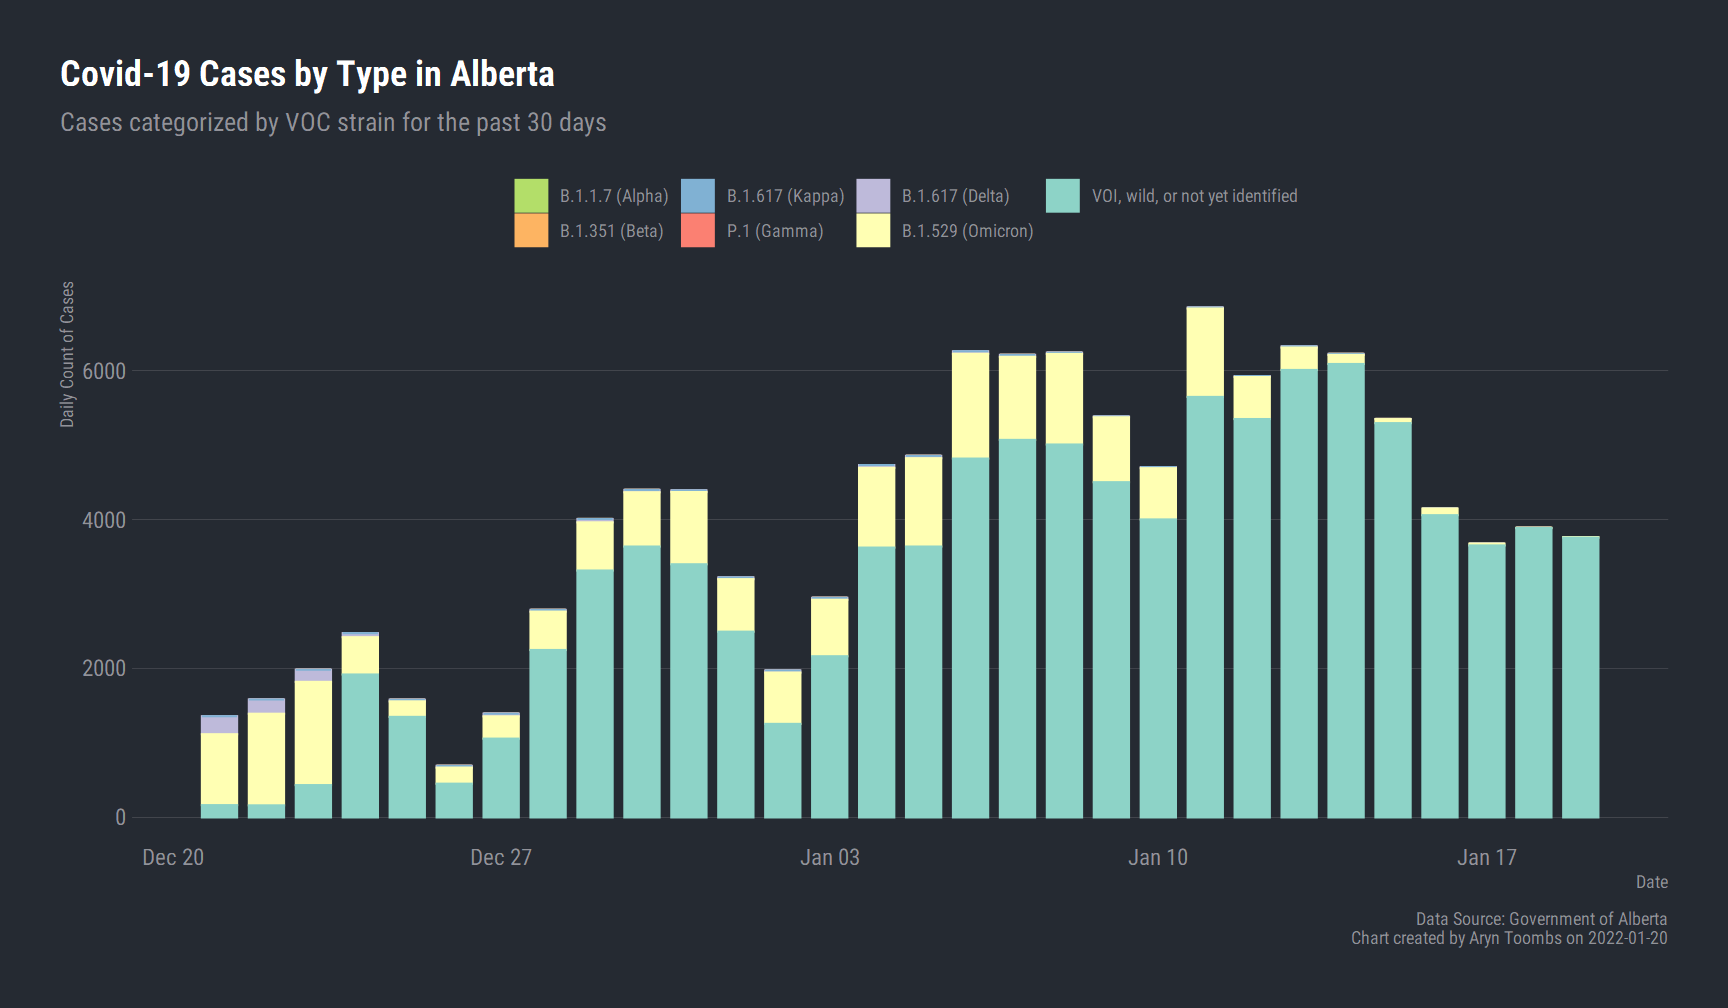 Covid-19 Cases by Type in Alberta
Cases categorized by VOC strain for the past 30 days
B.1.1.7 (Alpha) B.1.617 (Kappa) B.1.617 (Delta) VOI, wild, or not yet identified
B.1.351 (Beta) P.1 (Gamma) B.1.529 (Omicron)
Daily Count of Cases
6000
4000
2000
0
Dec 20 Dec 27 Jan 03 Jan 10 Jan 17
Date
Data Source: Government of Alberta
Chart created by Aryn Toombs on 2022-01-20